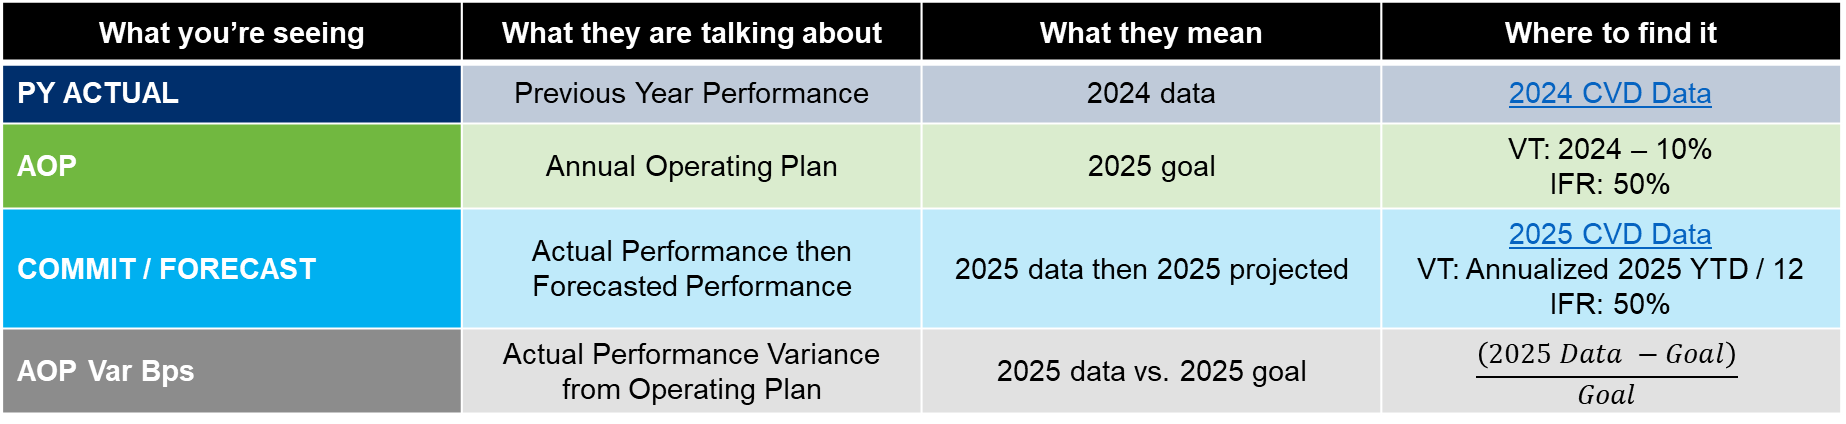 What you’re seeing
What they are talking about
What they mean
Where to find it
PY ACTUAL
Previous Year Performance
2024 data
2024 CVD Data
AOP
Annual Operating Plan
2025 goal
VT: 2024 – 10%
IFR: 50%
COMMIT / FORECAST
Actual Performance then
Forecasted Performance
2025 data then 2025 projected
2025 CVD Data
VT: Annualized 2025 YTD / 12
IFR: 50%
AOP Var Bps
Actual Performance Variance
from Operating Plan
2025 data vs. 2025 goal
(2025 Data − Goal)
Goal